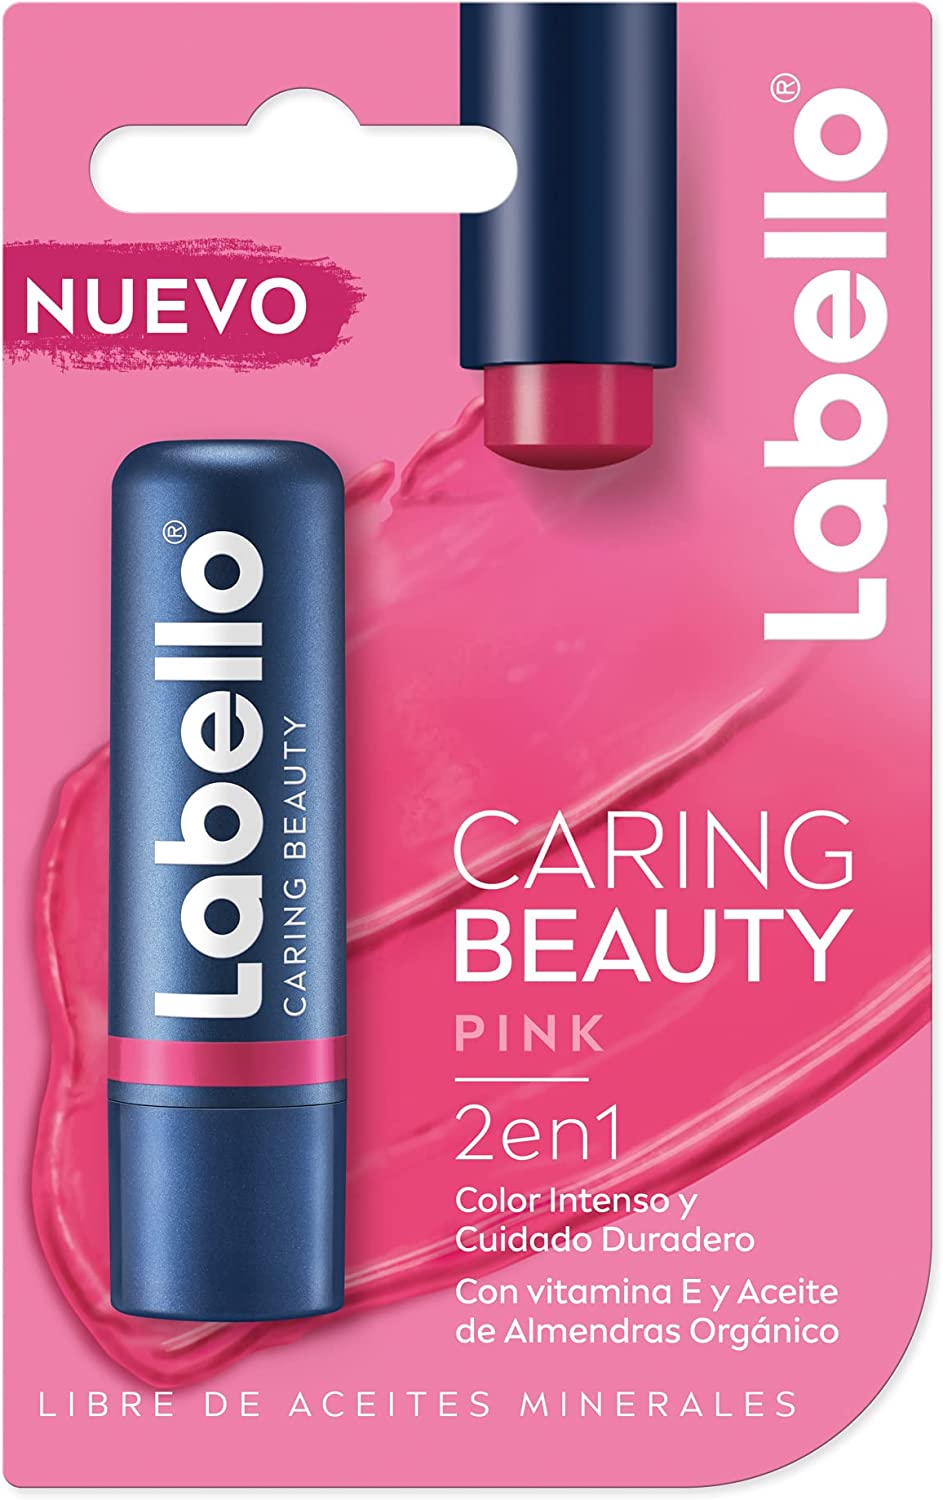 NUEVO
Labello®
Labello®
CARING BEAUTY
CARING
BEAUTY
PINK
2en1
Color Intenso y
Cuidado Duradero
Con vitamina E y Aceite
de Almendras Orgánico
LIBRE DE ACEITES MINERALES